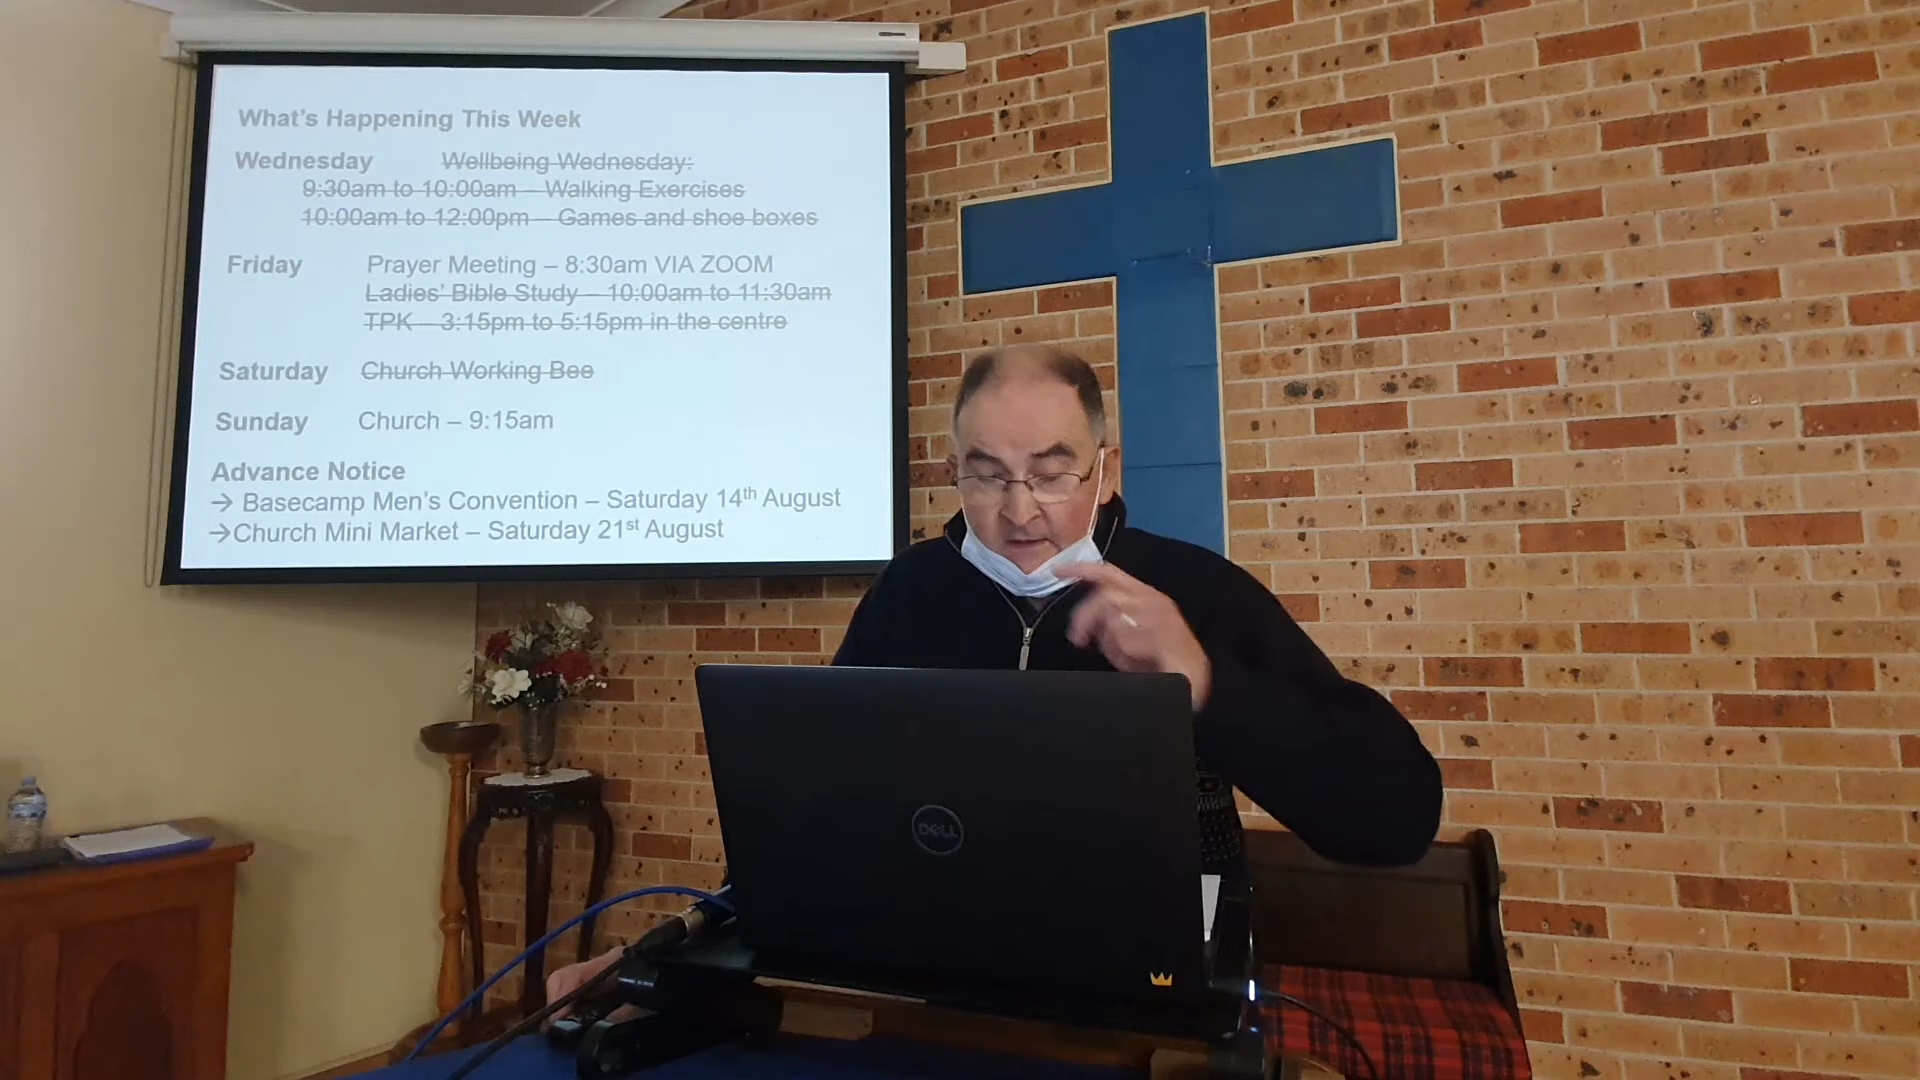 What's Happening This Week
Wednesday Wellbeing Wednesday:
9:30am to 10:00am – Walking Exercises
10:00am to 12:00pm – Games and shoe boxes
Friday Prayer Meeting – 8:30am VIA ZOOM
Ladies' Bible Study – 10:00am to 11:30am
TPK – 3:15pm to 5:15pm in the centre
Saturday Church Working Bee
Sunday Church – 9:15am
Advance Notice
→ Basecamp Men's Convention – Saturday 14th August
→Church Mini Market – Saturday 21st August
DELL